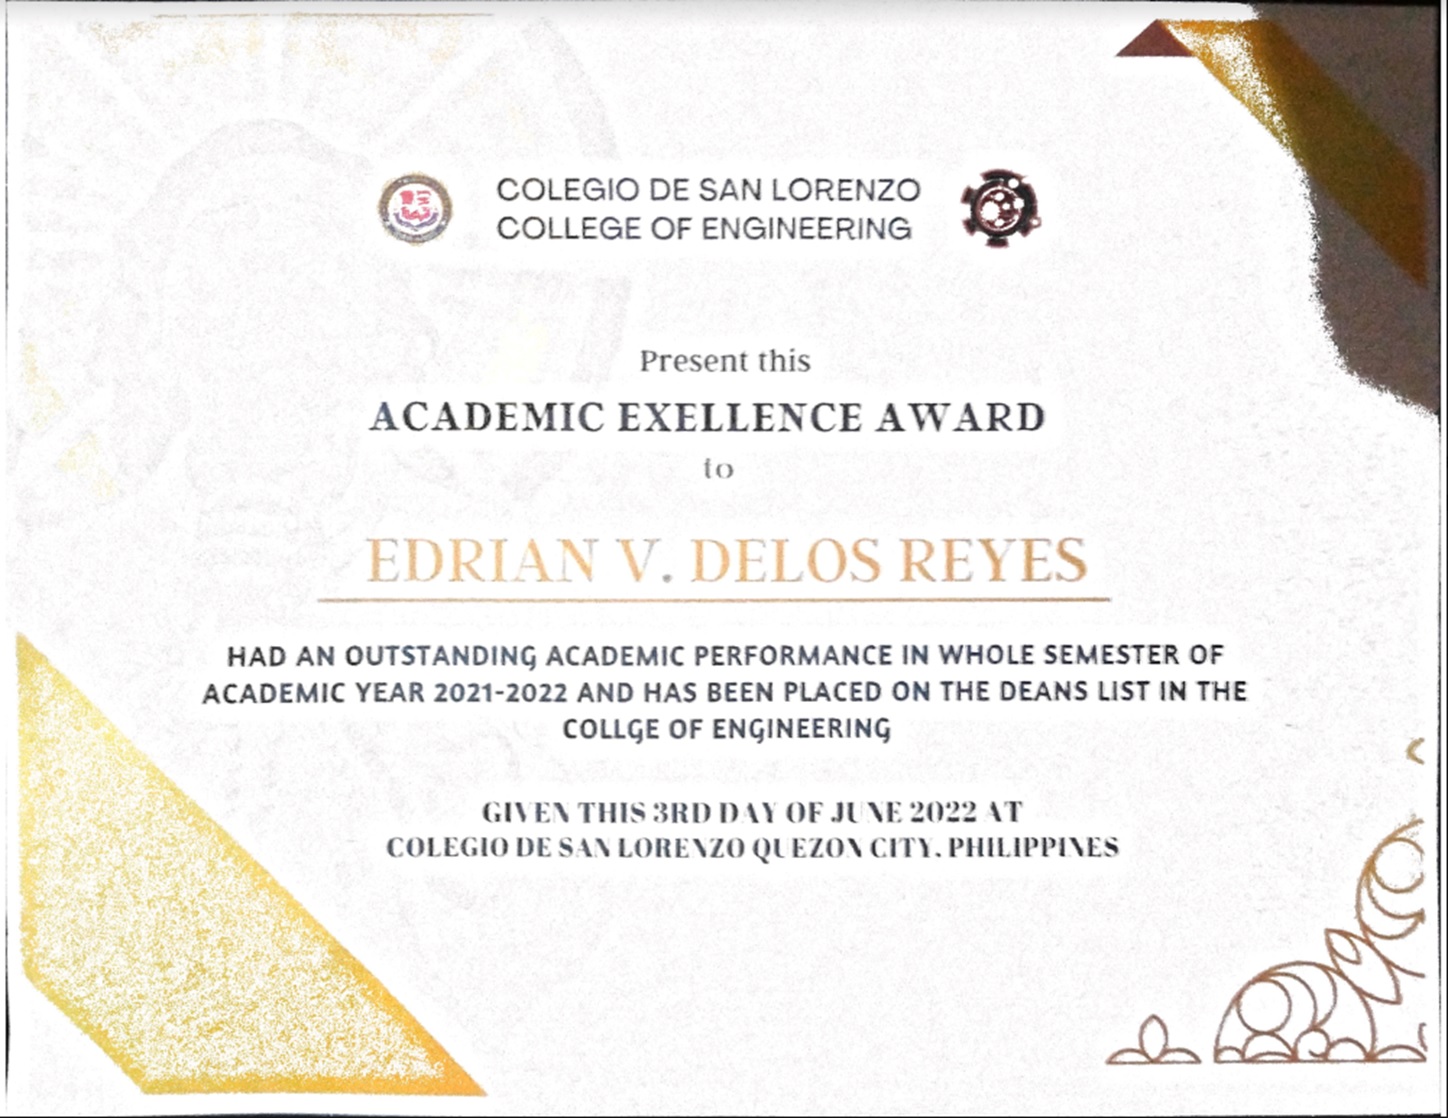 COLEGIO DE SAN LORENZO
COLLEGE OF ENGINEERING
Present this
ACADEMIC EXELLENCE AWARD
to
EDRIAN V. DELOS REYES
HAD AN OUTSTANDING ACADEMIC PERFORMANCE IN WHOLE SEMESTER OF
ACADEMIC YEAR 2021-2022 AND HAS BEEN PLACED ON THE DEANS LIST IN THE
COLLGE OF ENGINEERING
GIVEN THIS 3RD DAY OF JUNE 2022 AT
COLEGIO DE SAN LORENZO QUEZON CITY. PHILIPPINES